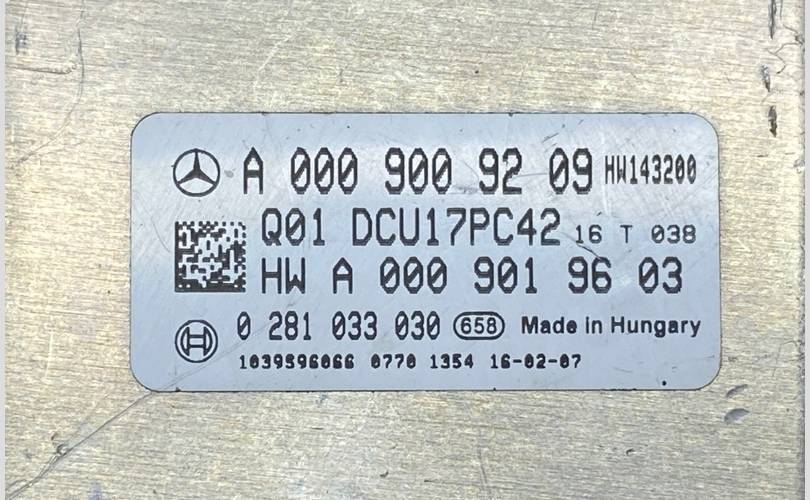 A 000 900 92 09 HW143200
Q01 DCU17PC42 16 T 038
HW A 000 901 96 03
0 281 033 030 658 Made in Hungary
1039S96066 0770 1354 16-02-07